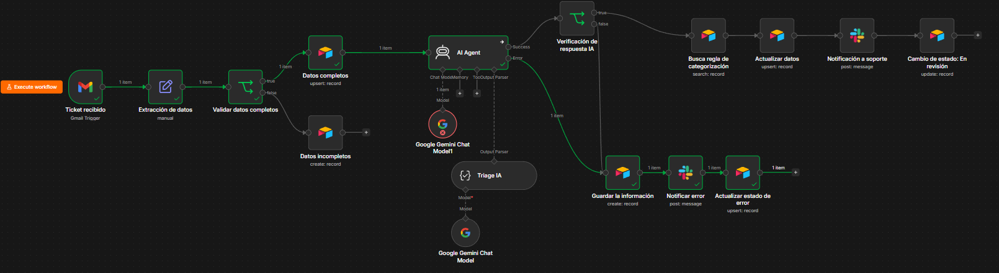 Execute workflow
Ticket recibido
Gmail Trigger
1 item
Extracción de datos
manual
1 item
Validar datos completos
true
false
1 item
Datos completos
upsert: record
Datos incompletos
create: record
1 item
AI Agent
Success
Error
Chat Mode
Memory
Too
Output Parser
1 item
Model
Google Gemini Chat
Model1
Output Parser
Triage IA
Model*
Model
Google Gemini Chat
Model
true
false
Verificación de
respuesta IA
Busca regla de
categorización
search: record
Actualizar datos
upsert: record
Notificación a soporte
post: message
Cambio de estado: En
revisión
update: record
1 item
Guardar la información
create: record
1 item
Notificar error
post: message
1 item
Actualizar estado de
error
upsert: record
1 item